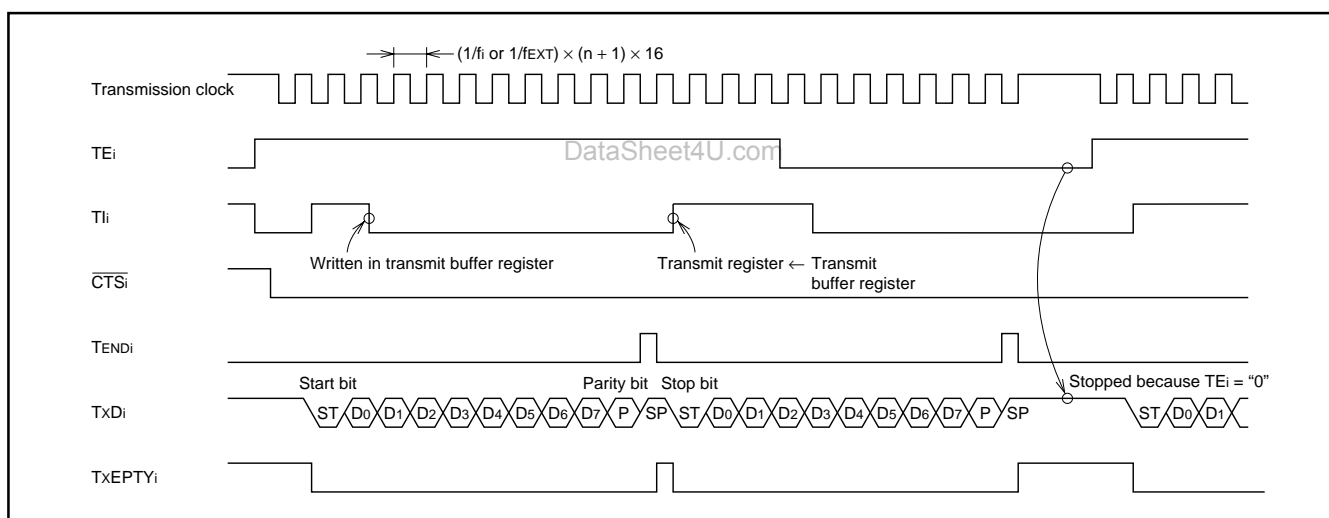 (1/fi or 1/fEXT) × (n + 1) × 16
Transmission clock
DataSheet4U.com
TEi
TIi
Written in transmit buffer register
Transmit register ← Transmit
buffer register
CTSi
TENDi
Start bit
Parity bit Stop bit
Stopped because TEi = “0”
TxDi
ST D0 D1 D2 D3 D4 D5 D6 D7 P SP ST D0 D1 D2 D3 D4 D5 D6 D7 P SP ST D0 D1
TxEPTYi